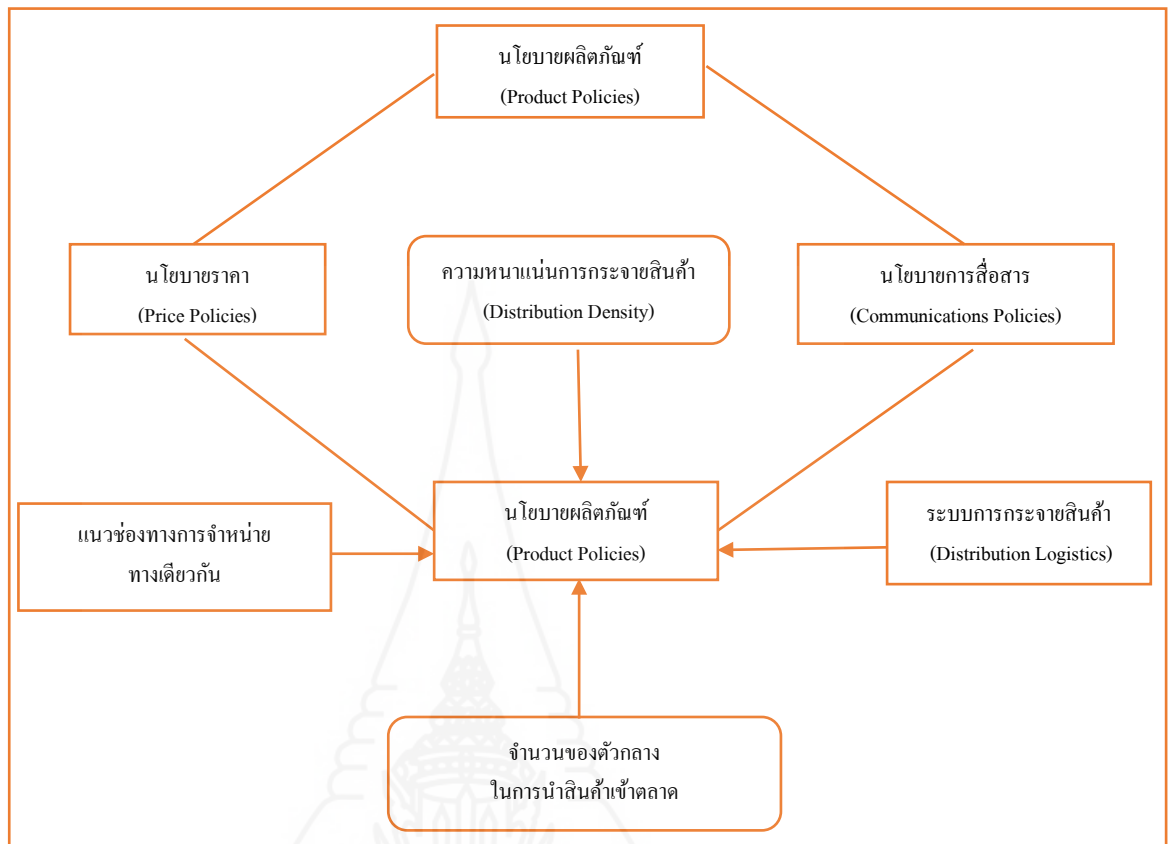 นโยบายผลิตภัณฑ์
(Product Policies)
นโยบายราคา
(Price Policies)
ความหนาแน่นการกระจายสินค้า
(Distribution Density)
นโยบายการสื่อสาร
(Communications Policies)
แนวช่องทางการจำหน่าย
ทางเดียวกัน
นโยบายผลิตภัณฑ์
(Product Policies)
ระบบการกระจายสินค้า
(Distribution Logistics)
จำนวนของตัวกลาง
ในการนำสินค้าเข้าตลาด